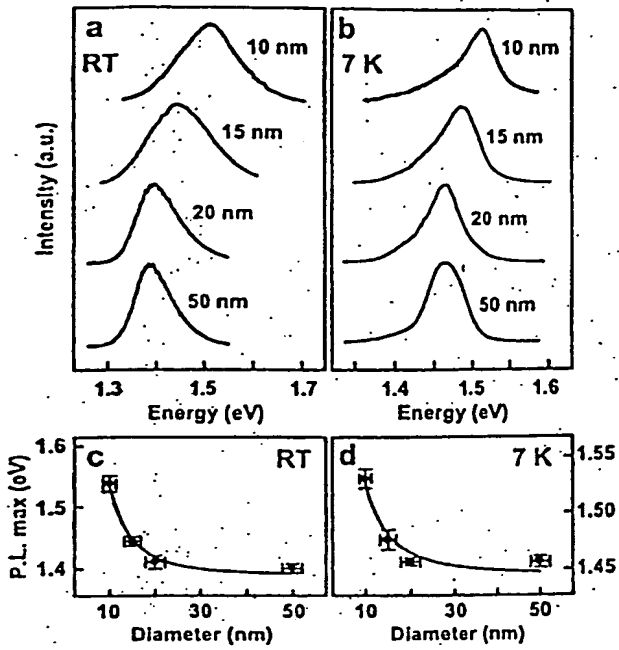 a
RT
10 nm
15 nm
20 nm
50 nm
Intensity (a.u.)
1.3 1.5 1.7
Energy (eV)
b
7 K
10 nm
15 nm
20 nm
50 nm
1.4 1.5 1.6
Energy (eV)
c
RT
P.L. max (oV)
1.6
1.5
1.4
10 30 50
Diameter (nm)
d
7 K
1.55
1.50
1.45
10 30 50
Diameter (nm)